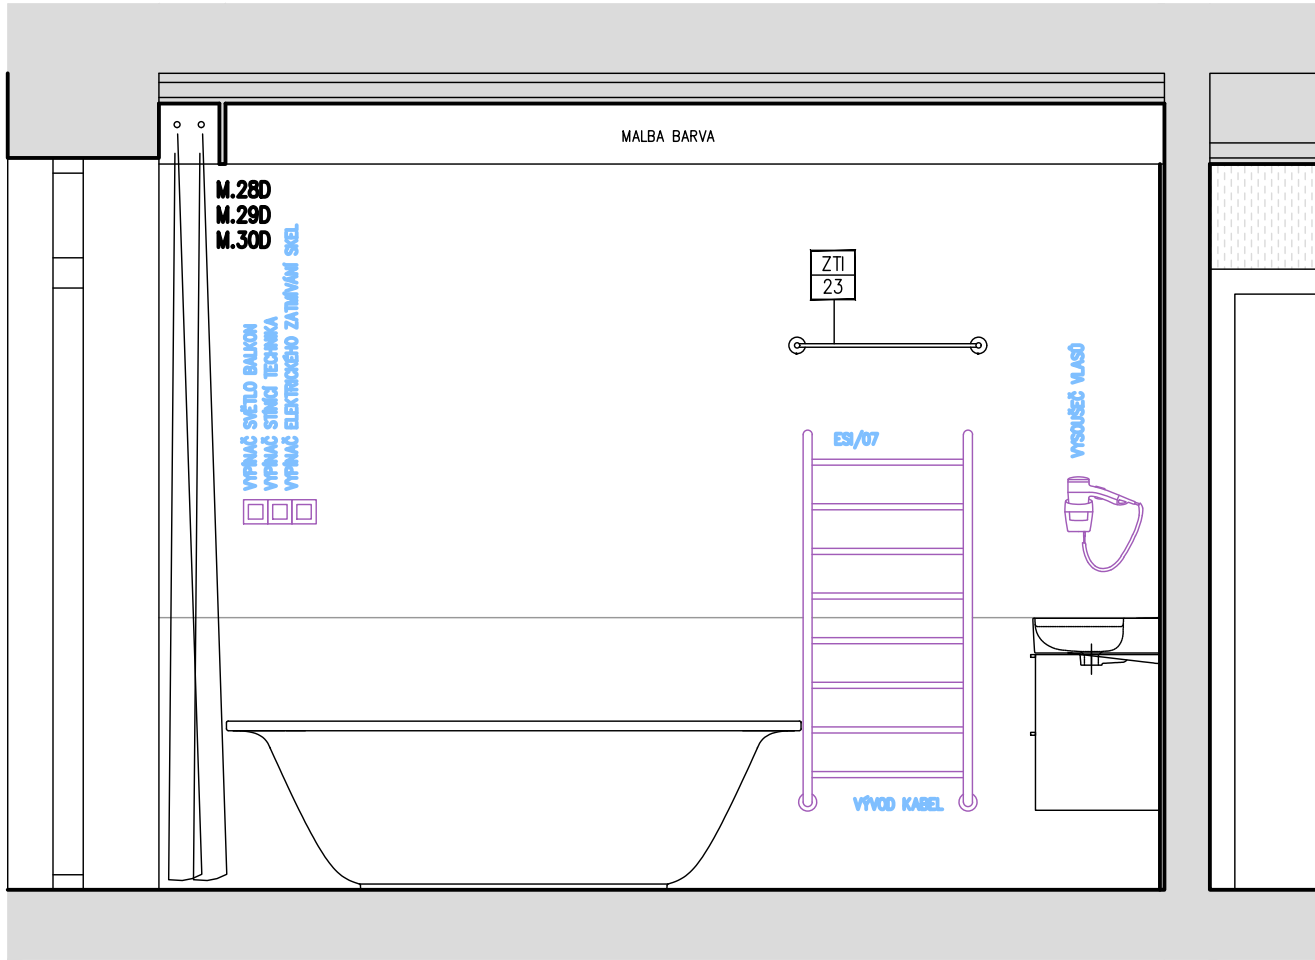 MALBA BARVA
M.28D
M.29D
M.30D
VYPÍNAČ SVĚTLO BALKON
VYPÍNAČ STÍNÍCÍ TECHNIKA
VYPÍNAČ ELEKTRICKÉHO ZATMÍVÁNÍ SKEL
ZTI
23
ESI/07
VYSOUŠEČ VLASŮ
VÝVOD KABEL